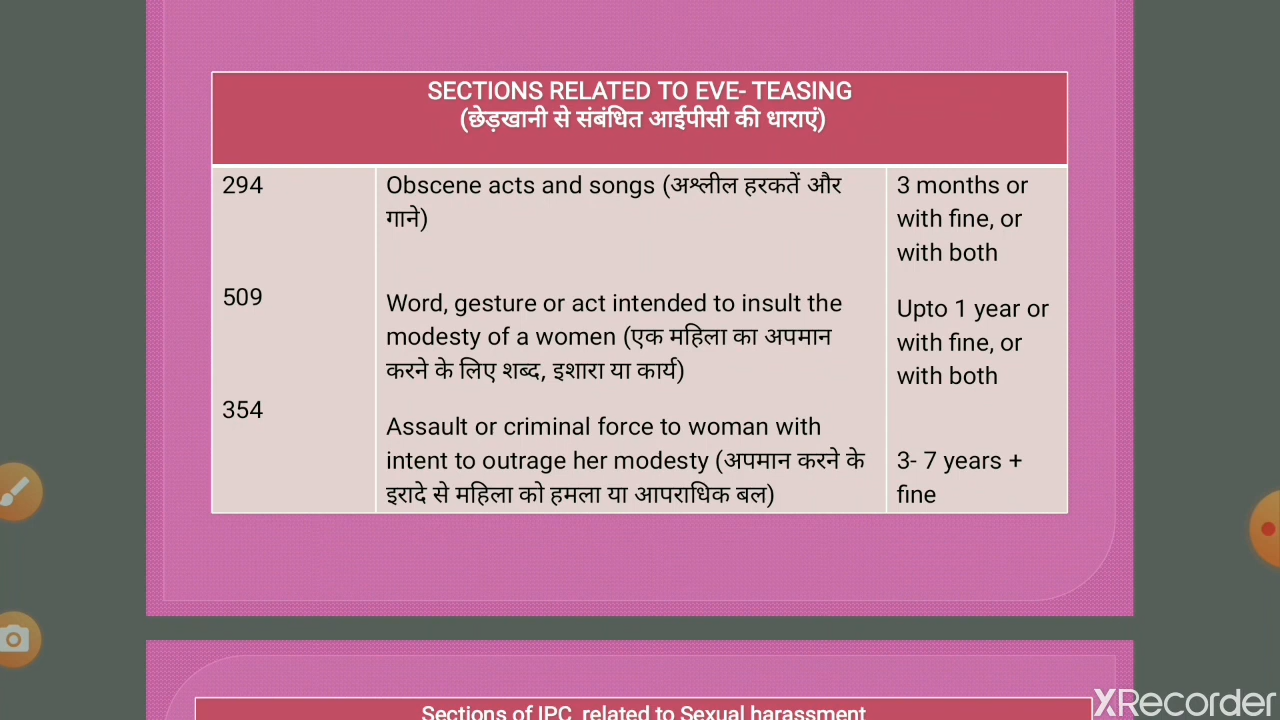 SECTIONS RELATED TO EVE- TEASING
(छेड़खानी से संबंधित आईपीसी की धाराएं)
294
Obscene acts and songs (अश्लील हरकतें और
गाने)
3 months or
with fine, or
with both
509
Word, gesture or act intended to insult the
modesty of a women (एक महिला का अपमान
करने के लिए शब्द, इशारा या कार्य)
Upto 1 year or
with fine, or
with both
354
Assault or criminal force to woman with
intent to outrage her modesty (अपमान करने के
इरादे से महिला को हमला या आपराधिक बल)
3- 7 years +
fine
Sections of IPC related to Sexual harassment
XRecorder